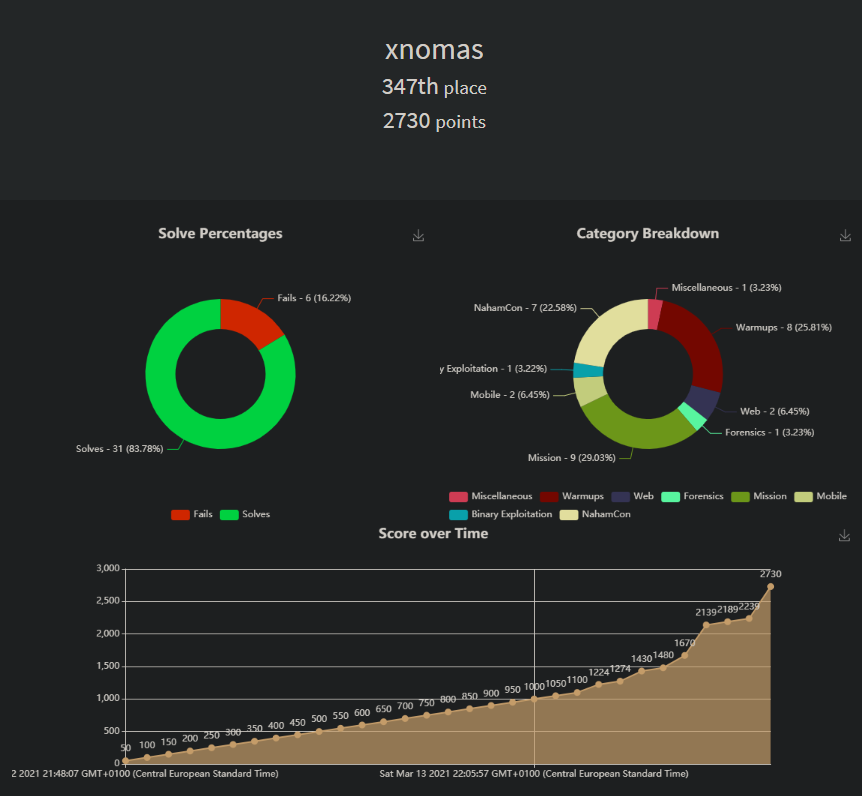 xnomas
347th place
2730 points
Solve Percentages
Fails - 6 (16.22%)
Solves - 31 (83.78%)
Fails Solves
Category Breakdown
Miscellaneous - 1 (3.23%)
NahamCon - 7 (22.58%)
Warmups - 8 (25.81%)
y Exploitation - 1 (3.22%)
Mobile - 2 (6.45%)
Web - 2 (6.45%)
Forensics - 1 (3.23%)
Mission - 9 (29.03%)
Miscellaneous Warmups Web Forensics Mission Mobile
Binary Exploitation NahamCon
Score over Time
3,000
2,500
2,000
1,500
1,000
500
0
50 100 150 200 250 300 350 400 450 500 550 600 650 700 750 800 850 900 950 1000 1050 1100 1224 1274 1430 1480 1670 2139 2189 2239 2730
2 2021 21:48:07 GMT+0100 (Central European Standard Time) Sat Mar 13 2021 22:05:57 GMT+0100 (Central European Standard Time)